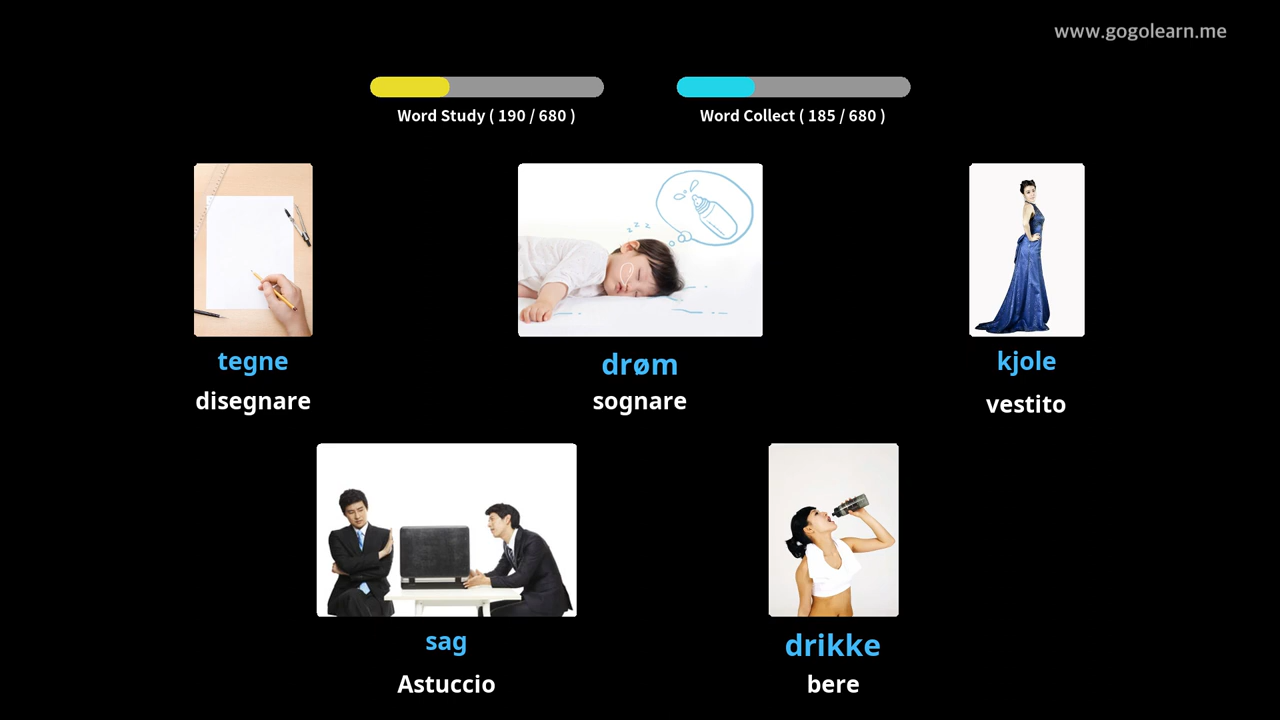 www.gogolearn.me
Word Study ( 190 / 680 )
Word Collect ( 185 / 680 )
tegne
disegnare
drøm
sognare
kjole
vestito
sag
Astuccio
drikke
bere